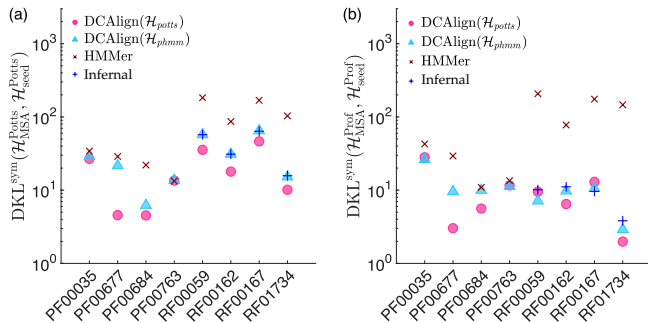 (a)
DCAlign(ℋ_potts)
DCAlign(ℋ_phmm)
HMMer
Infernal
DKL^sym(ℋ_MSA^Potts, ℋ_seed^Potts)
10^3
10^2
10^1
10^0
PF00035
PF00677
PF00684
PF00763
RF00059
RF00162
RF00167
RF01734
(b)
DCAlign(ℋ_potts)
DCAlign(ℋ_phmm)
HMMer
Infernal
DKL^sym(ℋ_MSA^Prof, ℋ_seed^Prof)
10^3
10^2
10^1
10^0
PF00035
PF00677
PF00684
PF00763
RF00059
RF00162
RF00167
RF01734